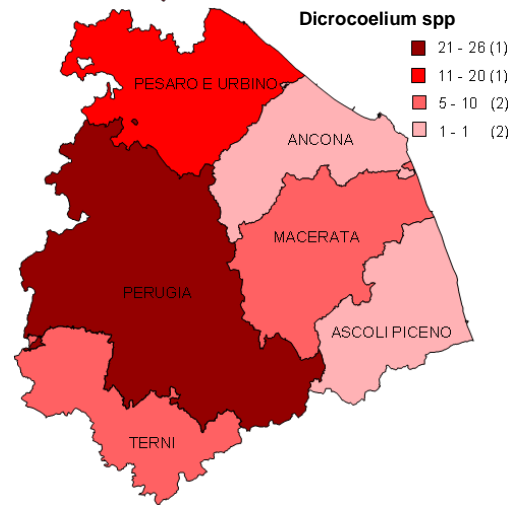 Dicrocoelium spp
21 - 26 (1)
11 - 20 (1)
5 - 10 (2)
1 - 1 (2)
PESARO E URBINO
ANCONA
MACERATA
PERUGIA
ASCOLI PICENO
TERNI